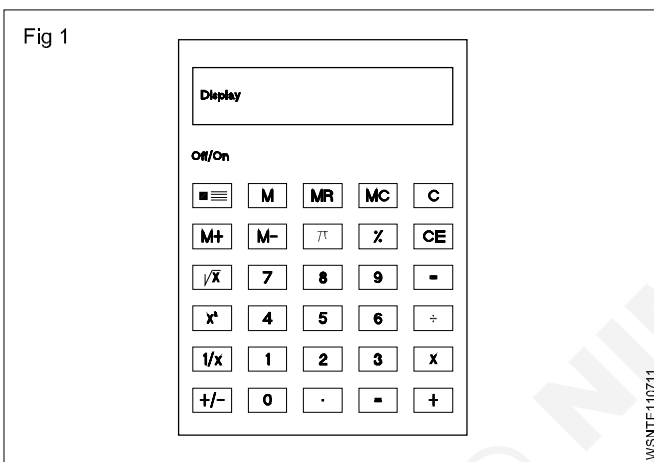 Fig 1
Display
Off/On
M MR MC C
M+ M- π % CE
√x 7 8 9 -
x² 4 5 6 ÷
1/x 1 2 3 x
+/- 0 . = +
WSNTE110711
© NI